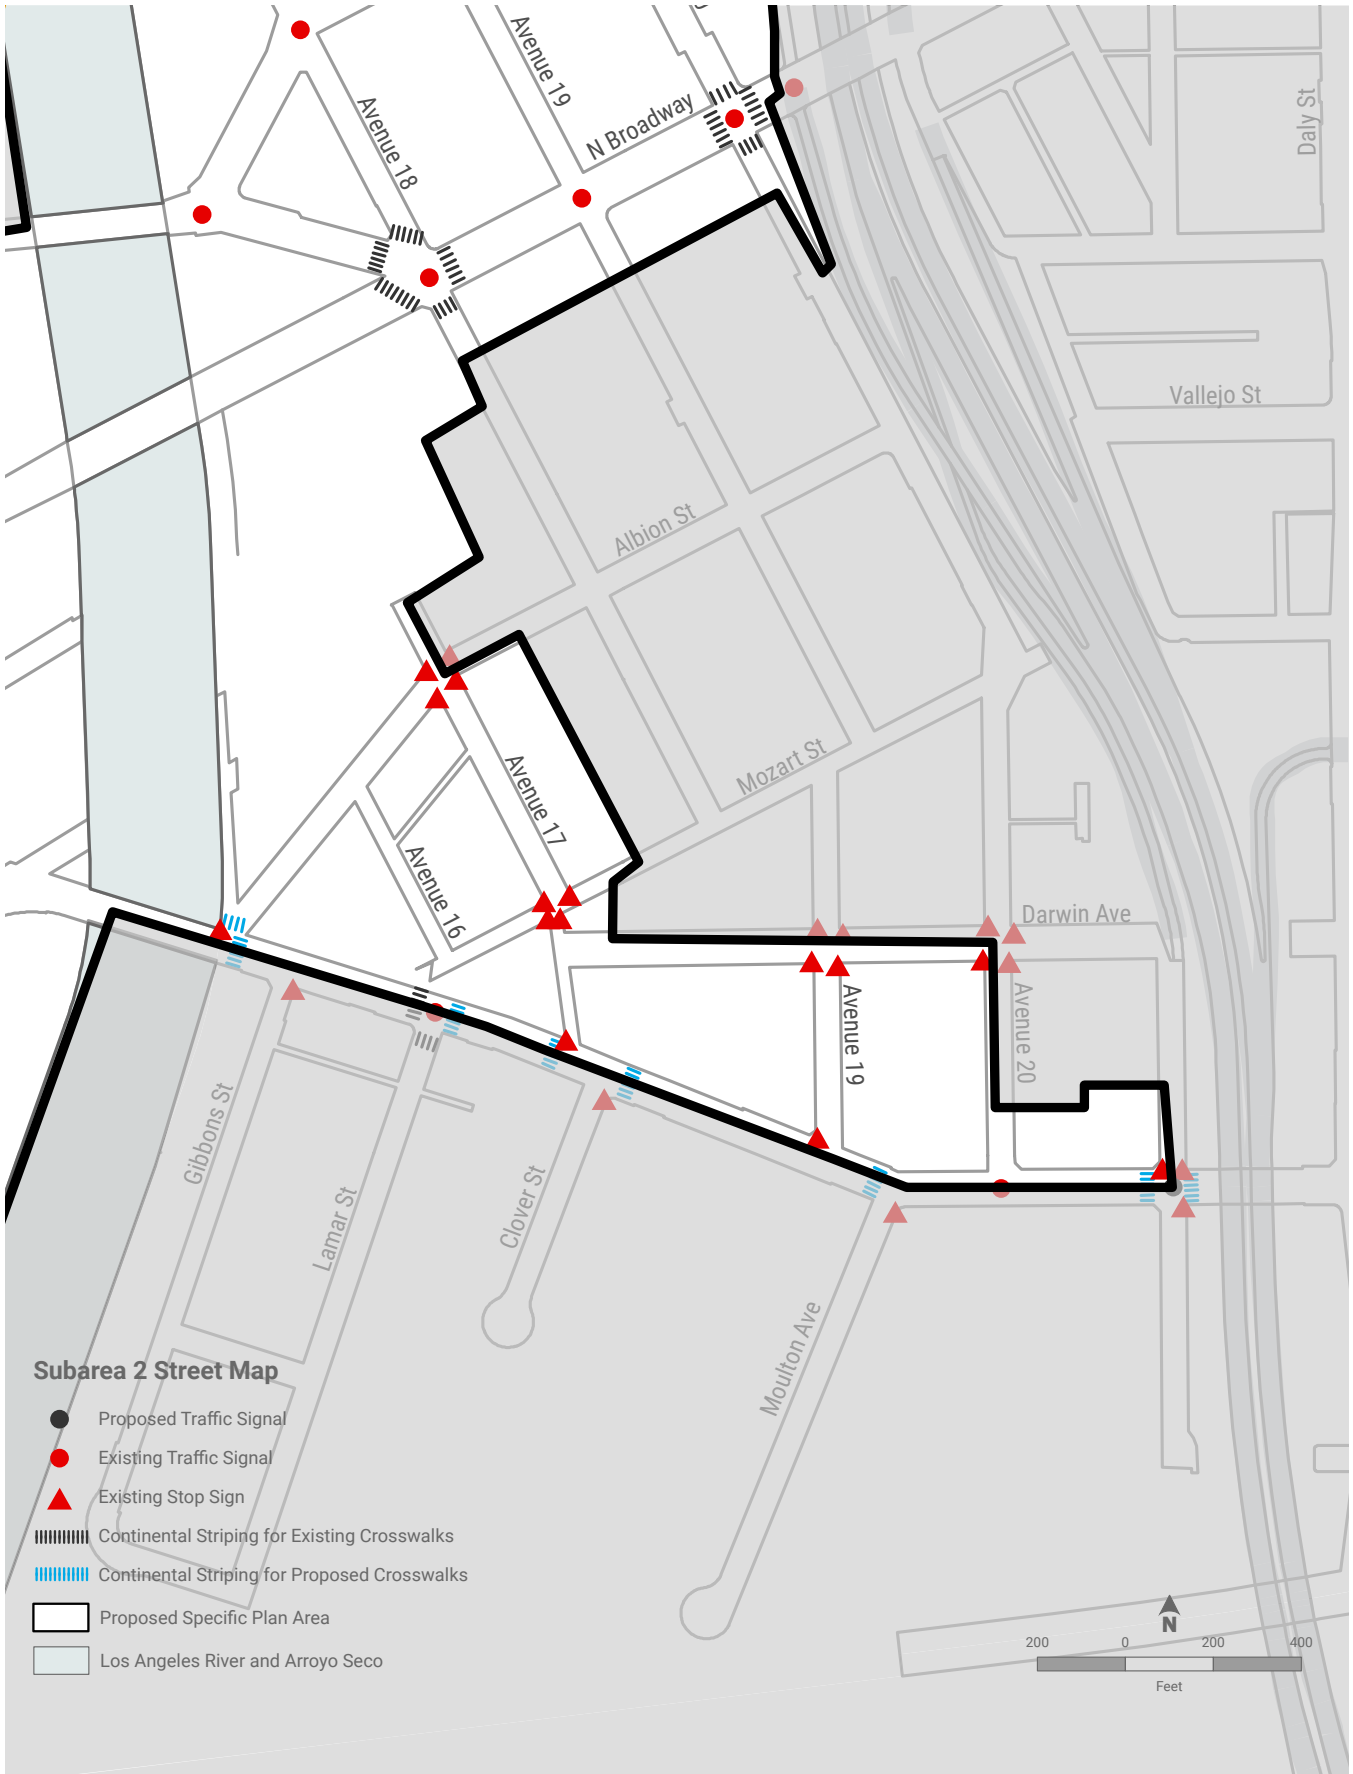 Avenue 19
N Broadway
Avenue 18
Daly St
Vallejo St
Albion St
Mozart St
Avenue 17
Avenue 16
Darwin Ave
Avenue 19
Avenue 20
Gibbons St
Lamar St
Clover St
Moulton Ave
Subarea 2 Street Map
Proposed Traffic Signal
Existing Traffic Signal
Existing Stop Sign
Continental Striping for Existing Crosswalks
Continental Striping for Proposed Crosswalks
Proposed Specific Plan Area
Los Angeles River and Arroyo Seco
N
200 0 200 400
Feet